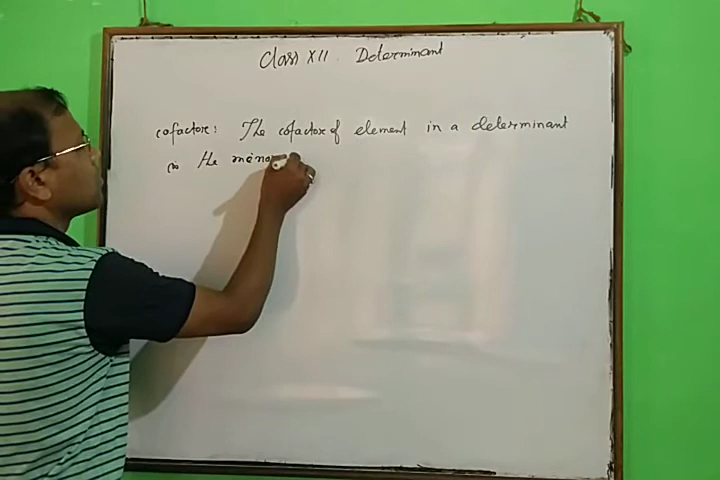 Class XII Determinant
cofactor: The cofactor of element in a determinant
is the minor